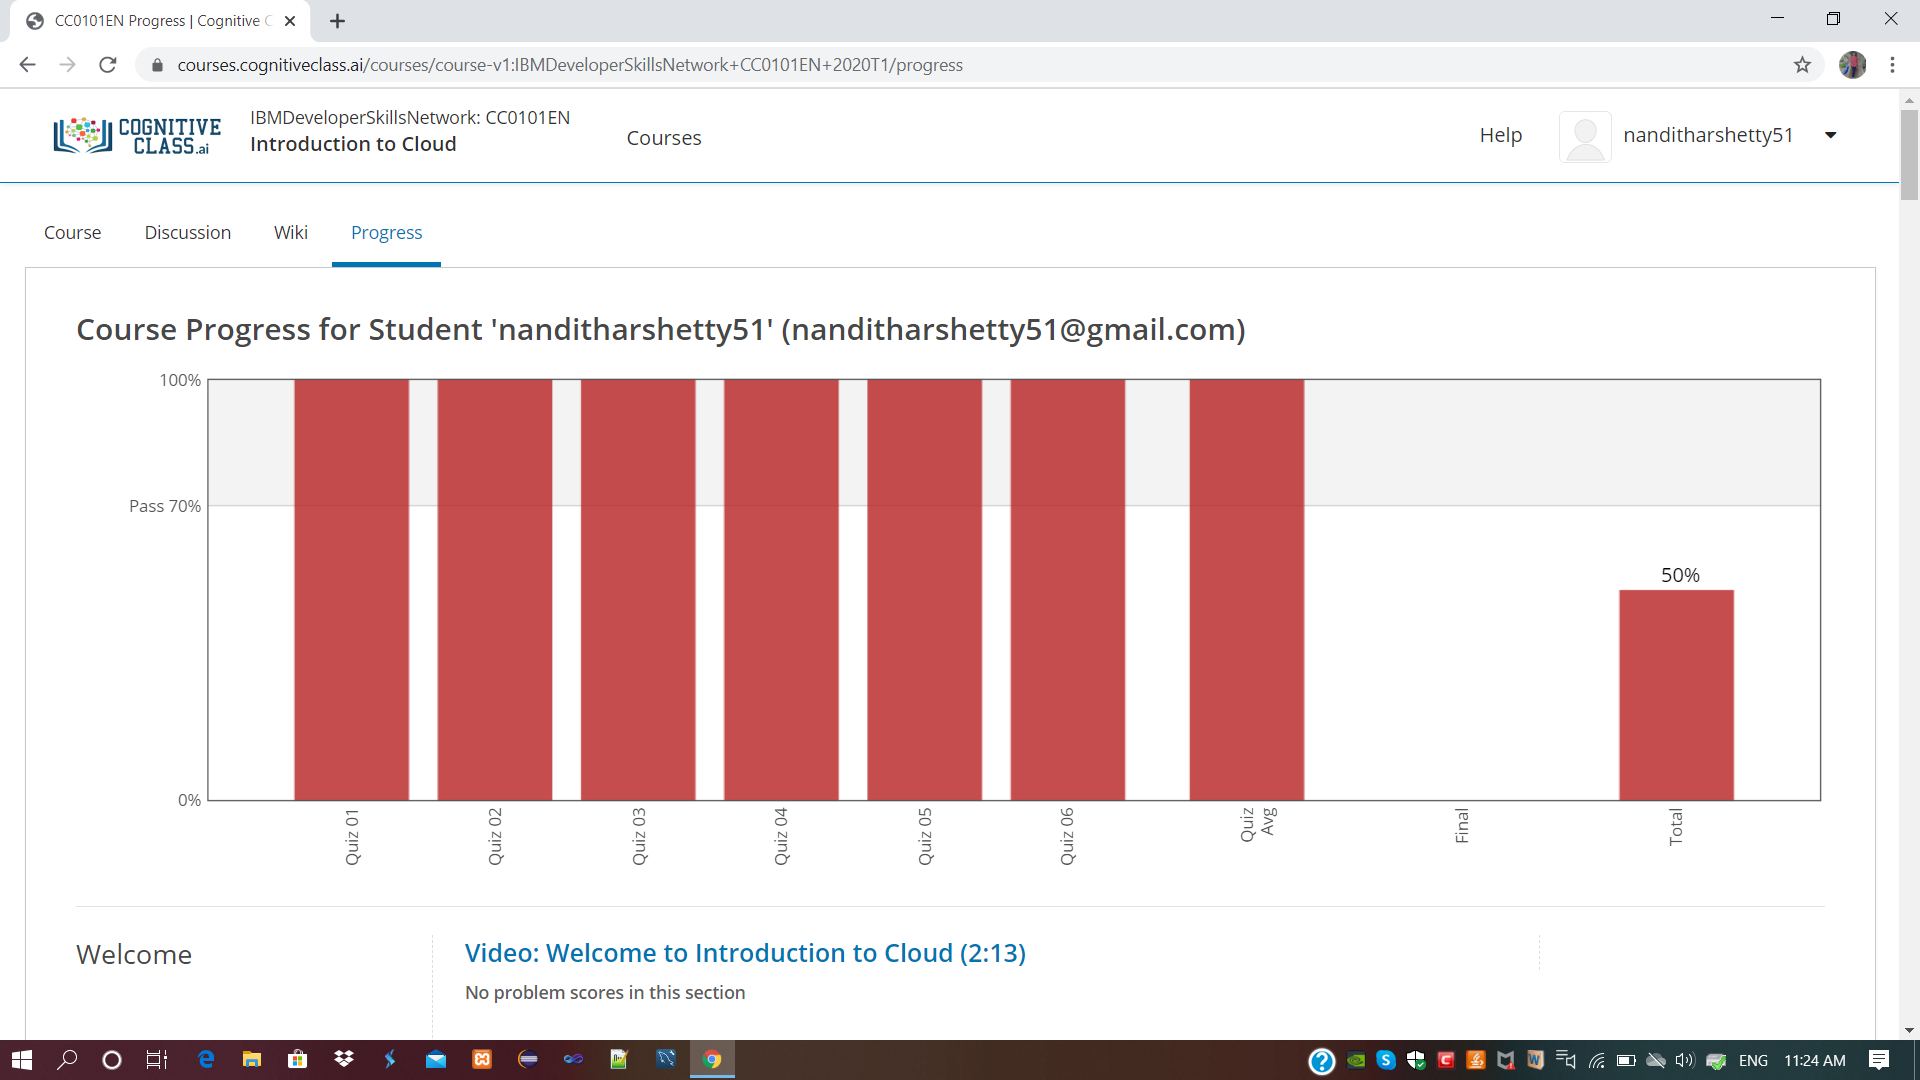 CC0101EN Progress | Cognitive C
courses.cognitiveclass.ai/courses/course-v1:IBMDeveloperSkillsNetwork+CC0101EN+2020T1/progress
COGNITIVE
CLASS.ai
IBMDeveloperSkillsNetwork: CC0101EN
Introduction to Cloud
Courses
Help
nanditharshetty51
Course
Discussion
Wiki
Progress
Course Progress for Student 'nanditharshetty51' (nanditharshetty51@gmail.com)
100%
Pass 70%
50%
0%
Quiz 01
Quiz 02
Quiz 03
Quiz 04
Quiz 05
Quiz 06
Quiz
Avg
Final
Total
Welcome
Video: Welcome to Introduction to Cloud (2:13)
No problem scores in this section
ENG
11:24 AM